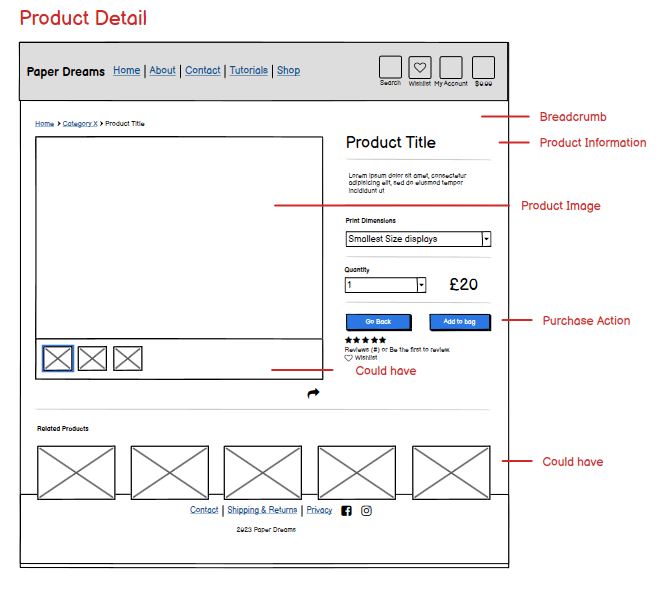 Product Detail
Paper Dreams Home | About | Contact | Tutorials | Shop
Search Wishlist My Account $0.00
Breadcrumb
Home > Category X > Product Title
Product Title
Product Information
Lorem ipsum dolor sit amet, consectetur
adipisicing elit, sed do eiusmod tempor
incididunt ut
Product Image
Print Dimensions
Smallest Size displays
Quantity
1
£20
Go Back
Add to bag
Purchase Action
Reviews (#) or Be the first to review
Wishlist
Could have
Related Products
Could have
Contact | Shipping & Returns | Privacy
2023 Paper Dreams